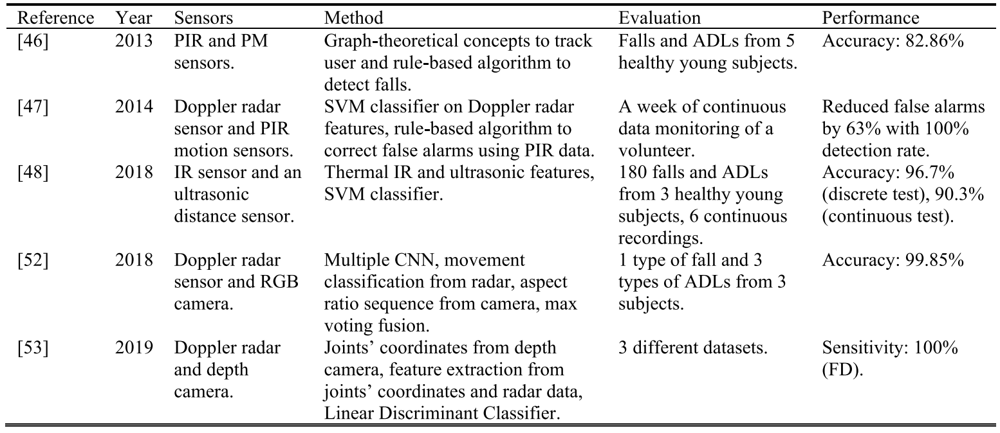 Reference Year Sensors Method Evaluation Performance
[46] 2013 PIR and PM Graph-theoretical concepts to track Falls and ADLs from 5 Accuracy: 82.86%
sensors. user and rule-based algorithm to healthy young subjects.
detect falls.
[47] 2014 Doppler radar SVM classifier on Doppler radar A week of continuous Reduced false alarms
sensor and PIR features, rule-based algorithm to data monitoring of a by 63% with 100%
motion sensors. correct false alarms using PIR data. volunteer. detection rate.
[48] 2018 IR sensor and an Thermal IR and ultrasonic features, 180 falls and ADLs Accuracy: 96.7%
ultrasonic SVM classifier. from 3 healthy young (discrete test), 90.3%
distance sensor. subjects, 6 continuous (continuous test).
recordings.
[52] 2018 Doppler radar Multiple CNN, movement 1 type of fall and 3 Accuracy: 99.85%
sensor and RGB classification from radar, aspect types of ADLs from 3
camera. ratio sequence from camera, max subjects.
voting fusion.
[53] 2019 Doppler radar Joints’ coordinates from depth 3 different datasets. Sensitivity: 100%
and depth camera, feature extraction from (FD).
camera. joints’ coordinates and radar data,
Linear Discriminant Classifier.